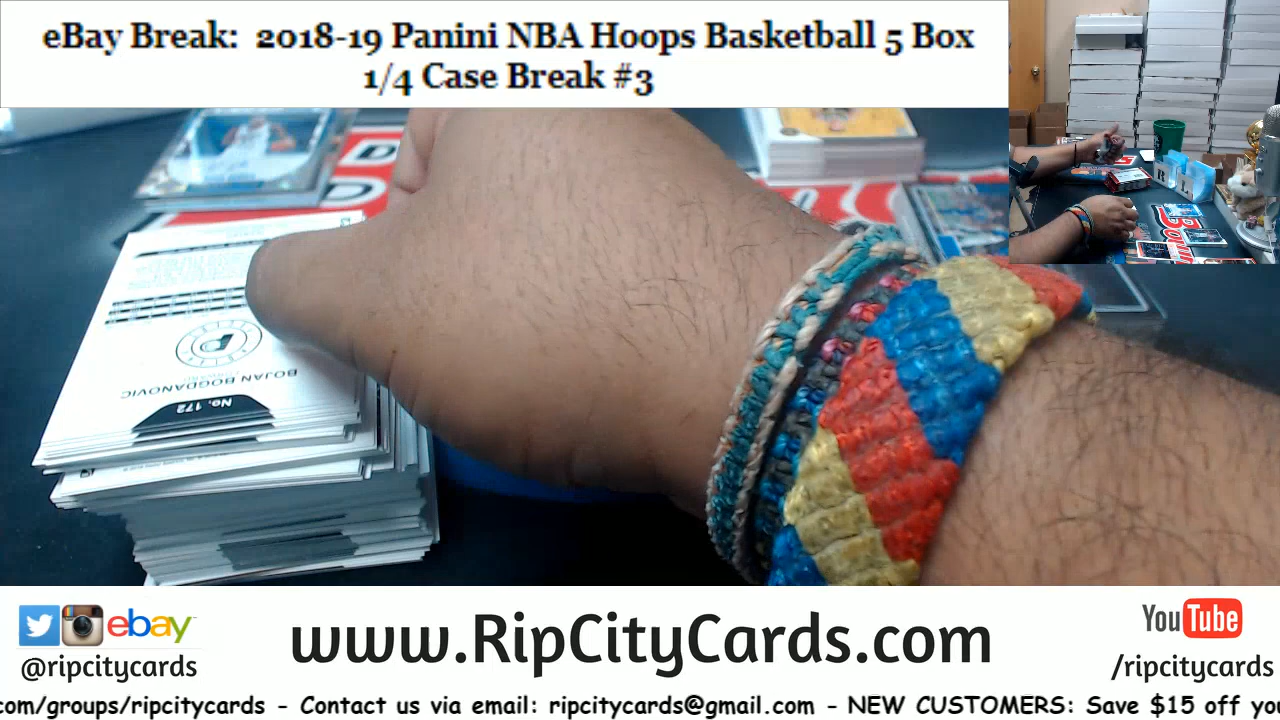 eBay Break: 2018-19 Panini NBA Hoops Basketball 5 Box
1/4 Case Break #3
No. 172
BOJAN BOGDANOVIC
FORWARD
ebay
@ripcitycards
www.RipCityCards.com
YouTube
/ripcitycards
com/groups/ripcitycards - Contact us via email: ripcitycards@gmail.com - NEW CUSTOMERS: Save $15 off you